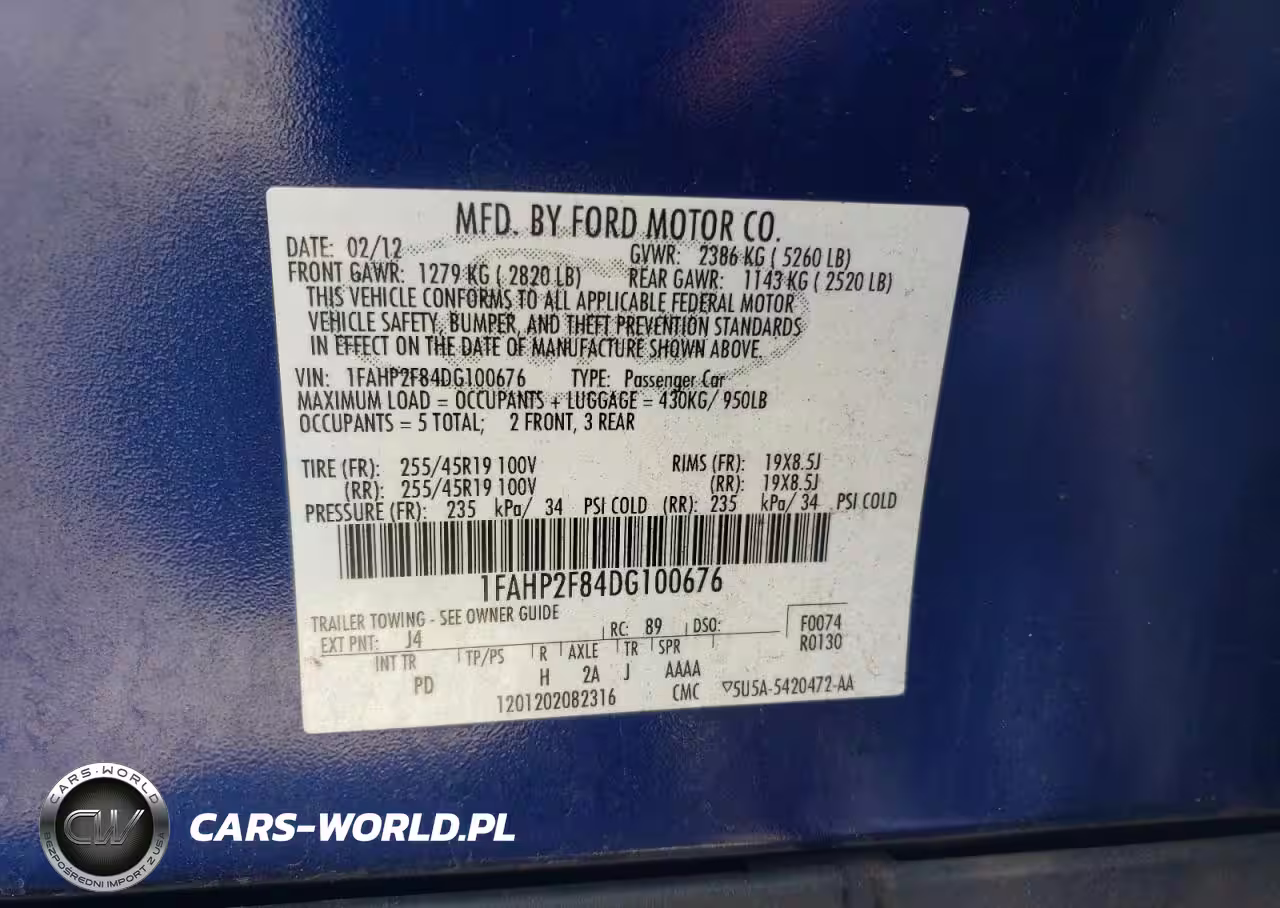 MFD. BY FORD MOTOR CO.
DATE: 02/12 GVWR: 2386 KG ( 5260 LB)
FRONT GAWR: 1279 KG ( 2820 LB) REAR GAWR: 1143 KG ( 2520 LB)
THIS VEHICLE CONFORMS TO ALL APPLICABLE FEDERAL MOTOR
VEHICLE SAFETY, BUMPER, AND THEFT PREVENTION STANDARDS
IN EFFECT ON THE DATE OF MANUFACTURE SHOWN ABOVE.
VIN: 1FAHP2F84DG100676 TYPE: Passenger Car
MAXIMUM LOAD = OCCUPANTS + LUGGAGE = 430KG/ 950LB
OCCUPANTS = 5 TOTAL; 2 FRONT, 3 REAR
TIRE (FR): 255/45R19 100V RIMS (FR): 19X8.5J
(RR): 255/45R19 100V (RR): 19X8.5J
PRESSURE (FR): 235 kPa/ 34 PSI COLD (RR): 235 kPa/ 34 PSI COLD
1FAHP2F84DG100676
TRAILER TOWING - SEE OWNER GUIDE
EXT PNT: J4 RC: 89 DSO: F0074
R0130
INT TR TP/PS R AXLE TR SPR
PD H 2A J AAAA
1201202082316 CMC ▽5U5A-5420472-AA
CARS-WORLD
CW
BEZPOŚREDNI IMPORT Z USA
CARS-WORLD.PL